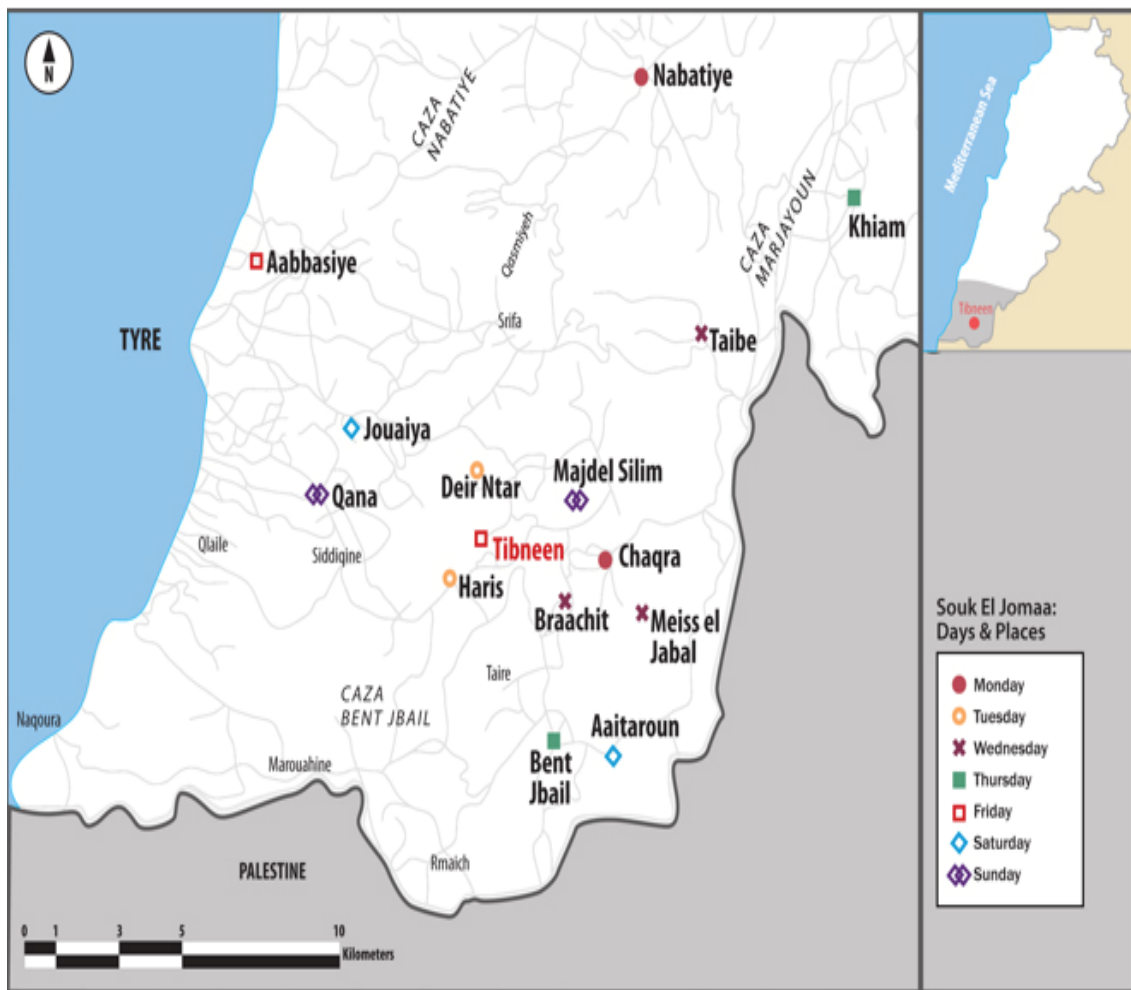 N
Nabatiye
CAZA
NABATIYE
Khiam
CAZA
MARJAYOUN
Qasmiyeh
Aabbasiye
Srifa
TYRE
Taibe
Jouaiya
Deir Ntar
Majdel Silim
Qana
Qlaile
Siddiqine
Tibneen
Chaqra
Haris
Braachit
Meiss el
Jabal
Taire
CAZA
BENT JBAIL
Naqoura
Marouahine
Aaitaroun
Bent
Jbail
Rmaich
PALESTINE
0 1 3 5 10
Kilometers
Mediterranean Sea
Tibneen
Souk El Jomaa:
Days & Places
Monday
Tuesday
Wednesday
Thursday
Friday
Saturday
Sunday